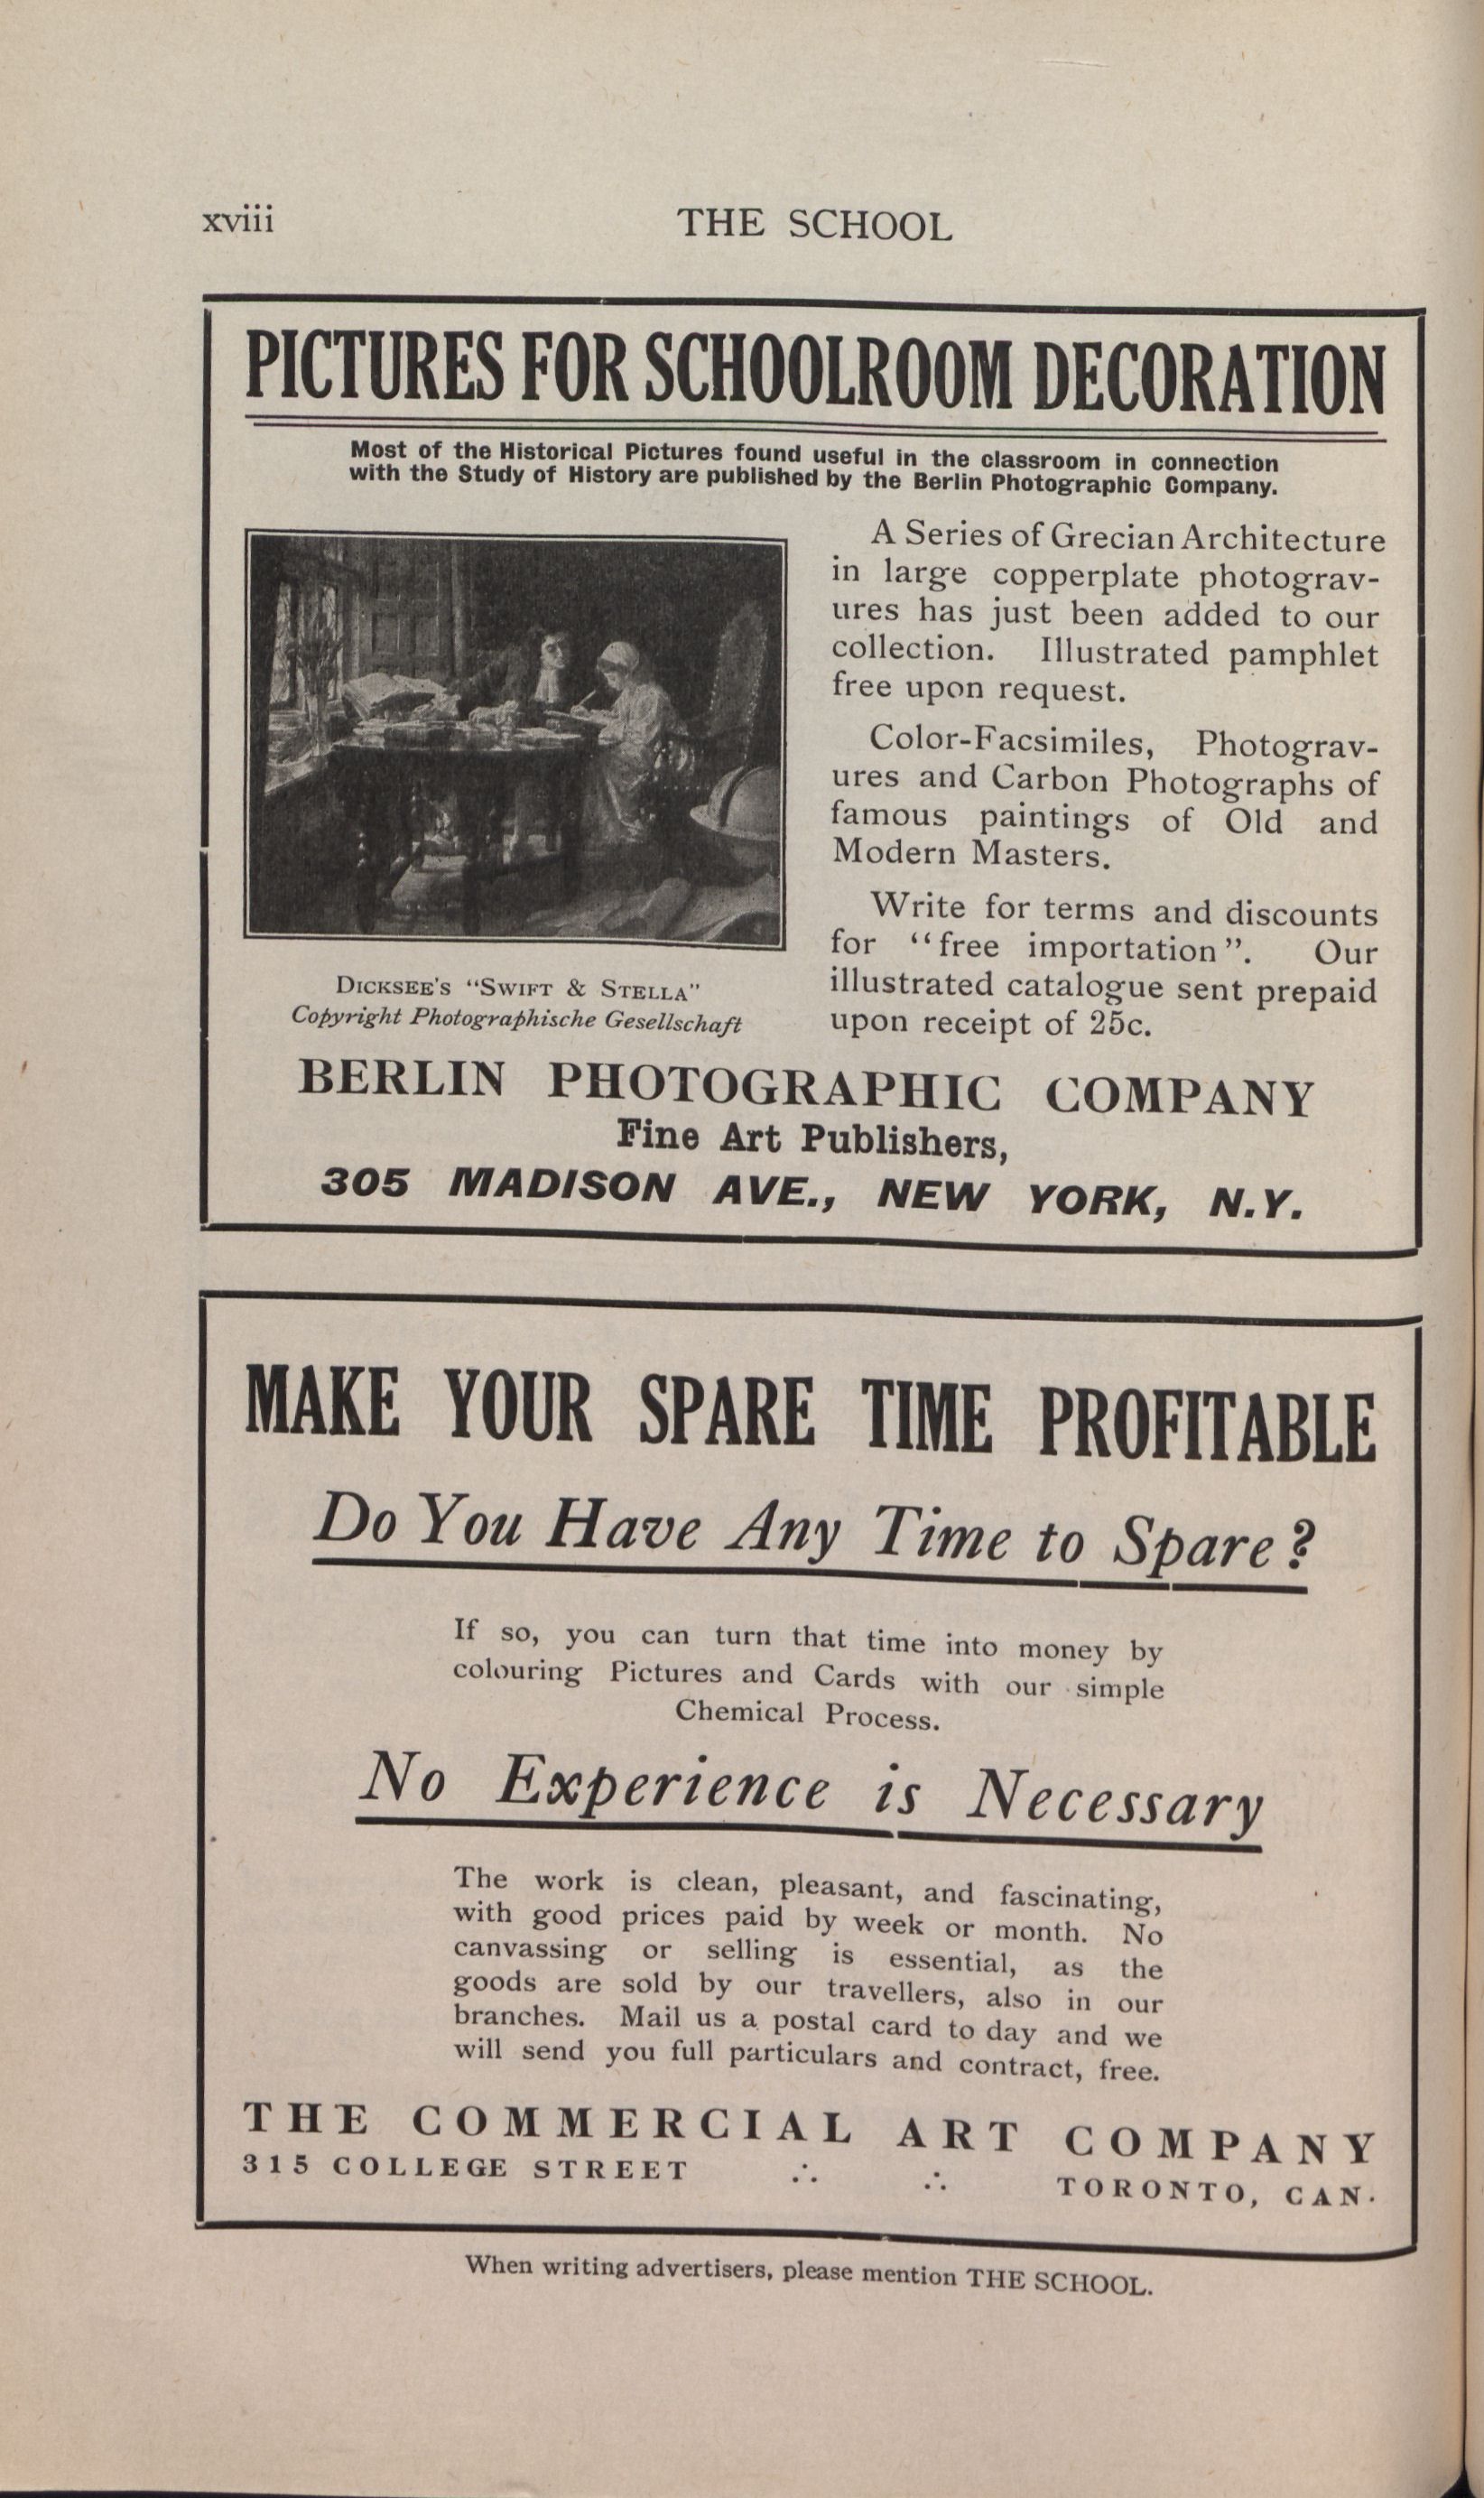 xviii
THE SCHOOL
PICTURES FOR SCHOOLROOM DECORATION
Most of the Historical Pictures found useful in the classroom in connection
with the Study of History are published by the Berlin Photographic Company.
A Series of Grecian Architecture
in large copperplate photograv-
ures has just been added to our
collection. Illustrated pamphlet
free upon request.
Color-Facsimiles, Photograv-
ures and Carbon Photographs of
famous paintings of Old and
Modern Masters.
Write for terms and discounts
for "free importation". Our
illustrated catalogue sent prepaid
upon receipt of 25c.
DICKSEE'S "SWIFT & STELLA"
Copyright Photographische Gesellschaft
BERLIN PHOTOGRAPHIC COMPANY
Fine Art Publishers,
305 MADISON AVE., NEW YORK, N.Y.
MAKE YOUR SPARE TIME PROFITABLE
Do You Have Any Time to Spare?
If so, you can turn that time into money by
colouring Pictures and Cards with our simple
Chemical Process.
No Experience is Necessary
The work is clean, pleasant, and fascinating,
with good prices paid by week or month. No
canvassing or selling is essential, as the
goods are sold by our travellers, also in our
branches. Mail us a postal card to day and we
will send you full particulars and contract, free.
THE COMMERCIAL ART COMPANY
315 COLLEGE STREET ∴ ∴ TORONTO, CAN.
When writing advertisers, please mention THE SCHOOL.